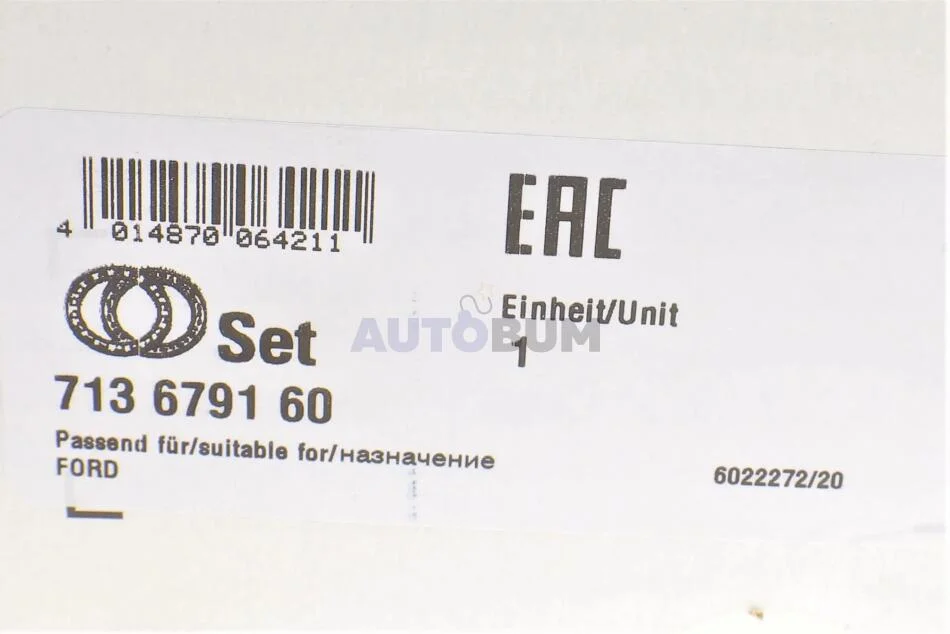 4 014870 064211
EAC
Set
Einheit/Unit
1
AUTOBUM
713 6791 60
Passend für/suitable for/назначение
FORD
6022272/20